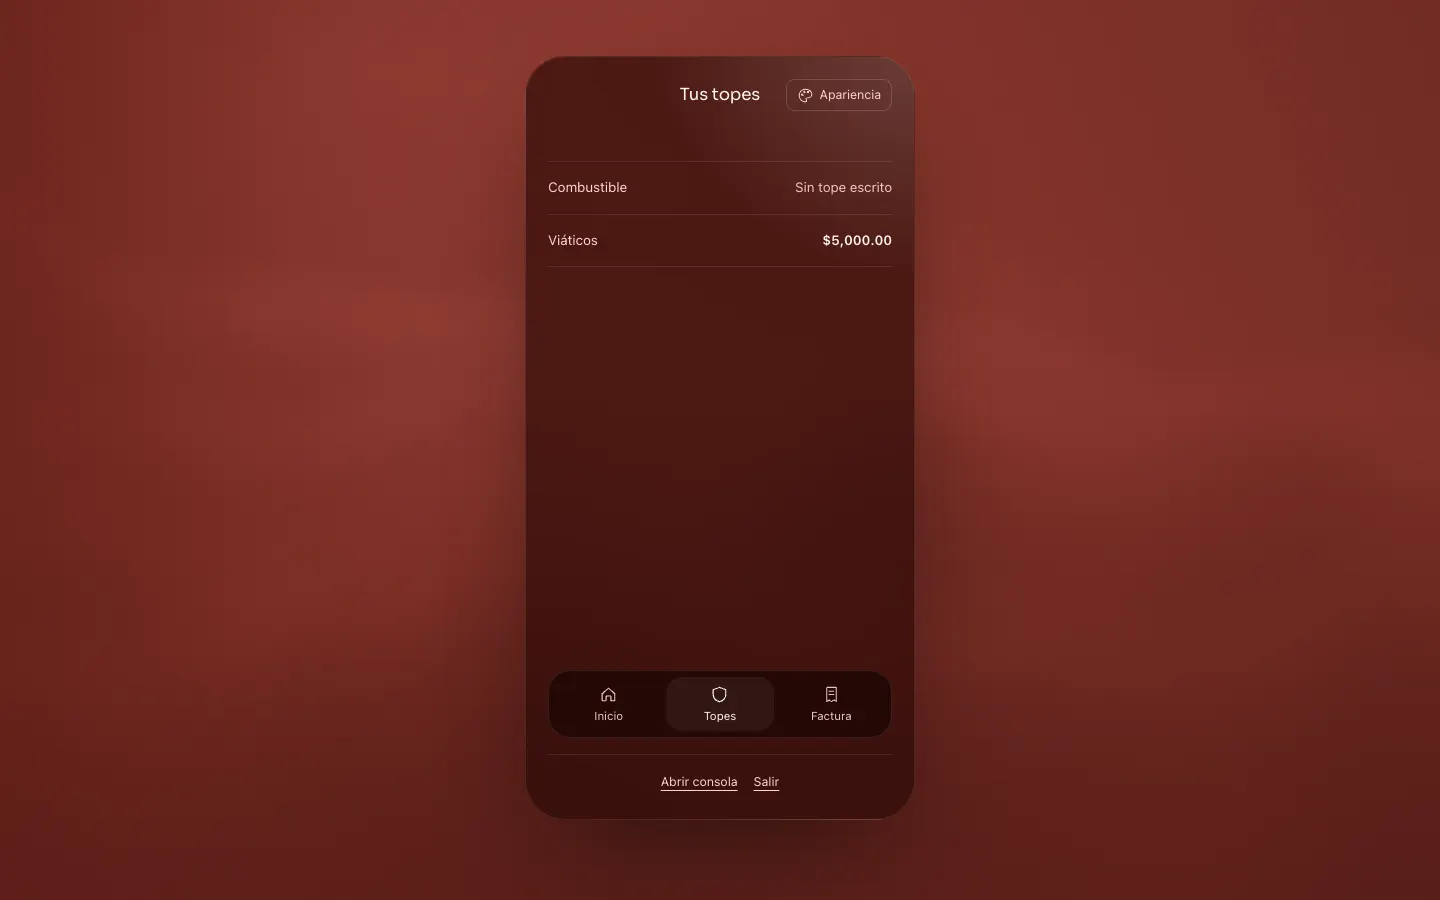 Tus topes
Apariencia
Combustible
Sin tope escrito
Viáticos
$5,000.00
Inicio
Topes
Factura
Abrir consola
Salir